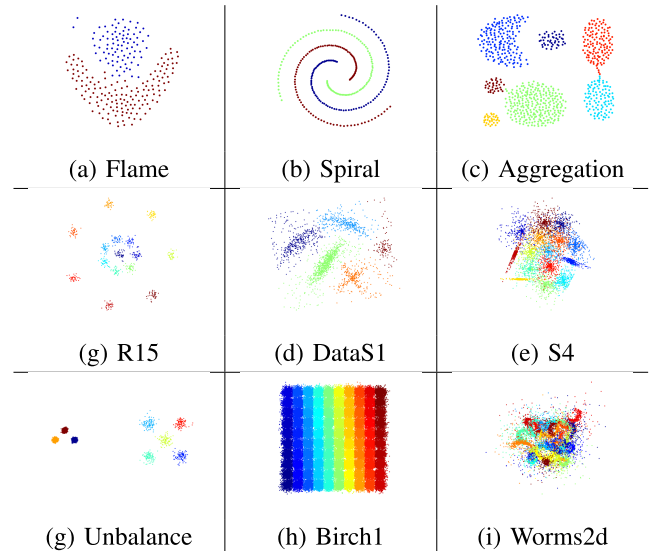 (a) Flame
(b) Spiral
(c) Aggregation
(g) R15
(d) DataS1
(e) S4
(g) Unbalance
(h) Birch1
(i) Worms2d